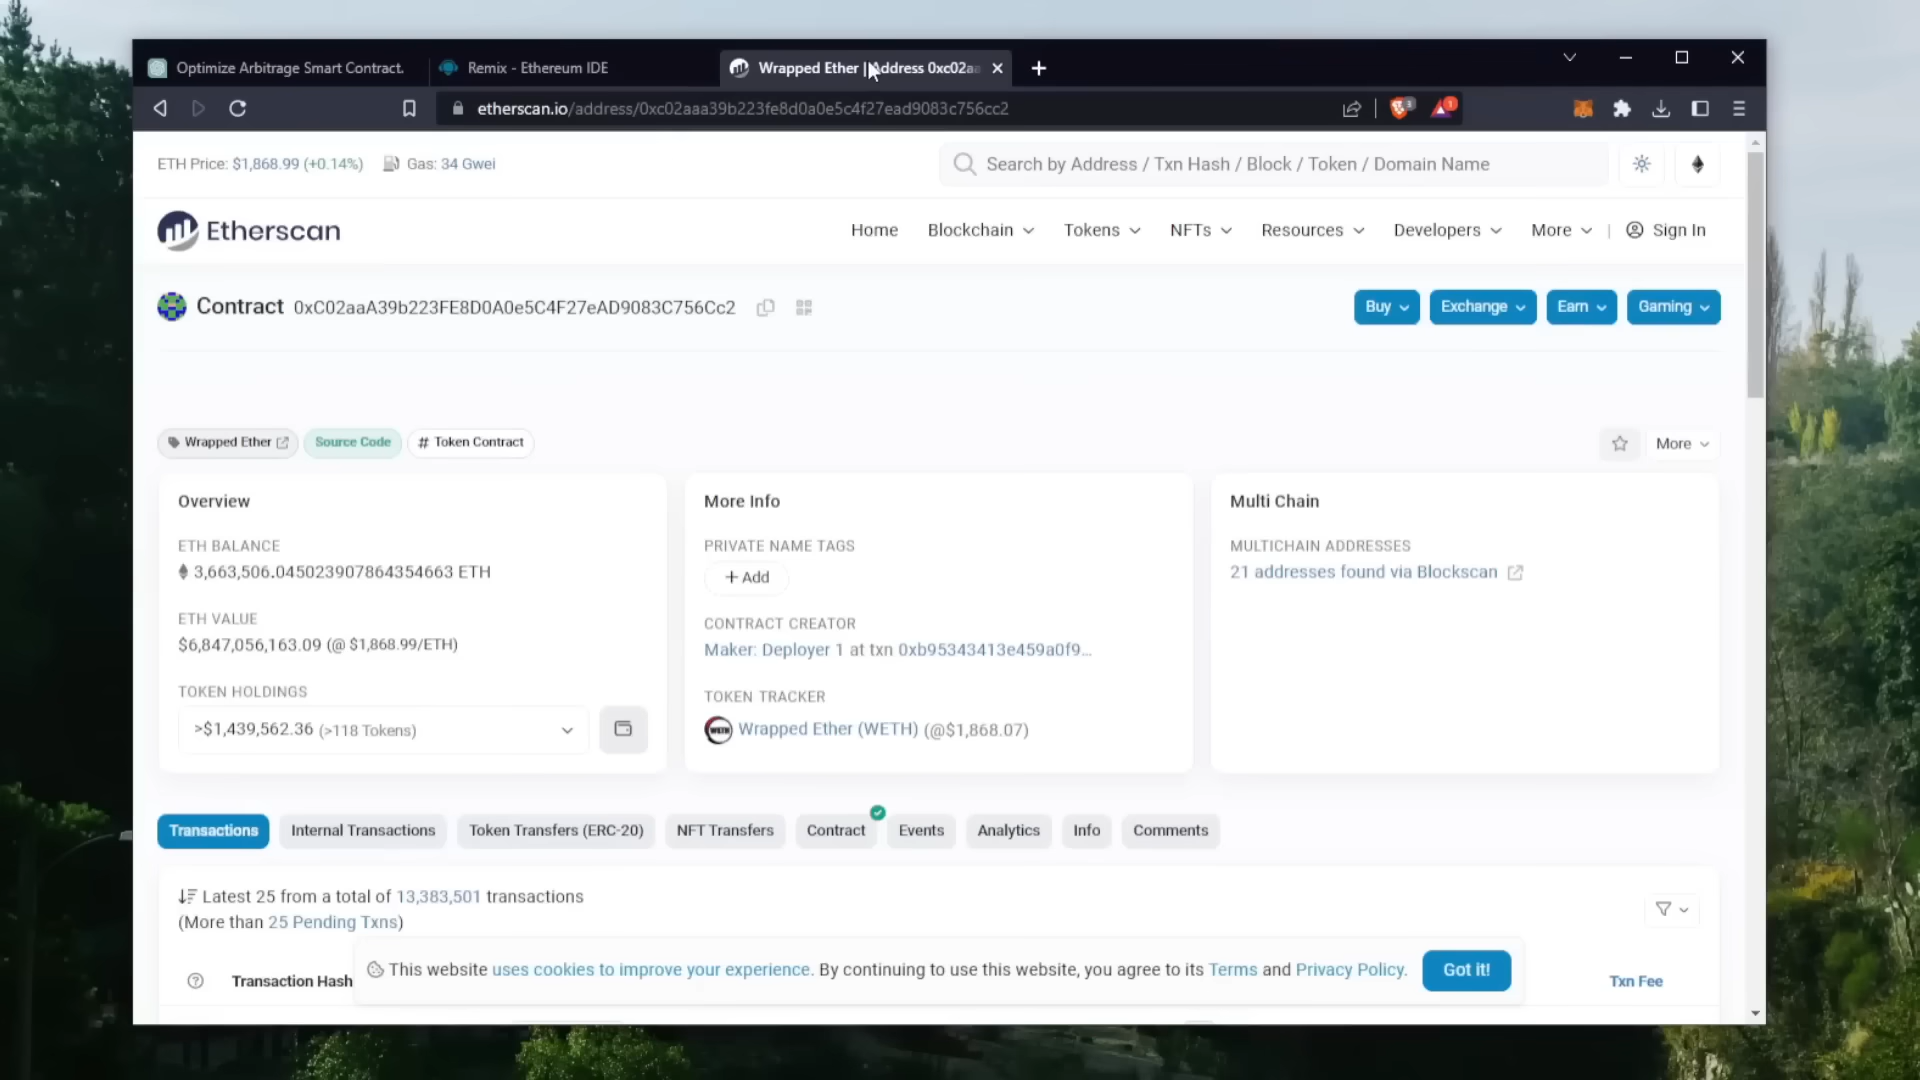 Optimize Arbitrage Smart Contract.
Remix - Ethereum IDE
Wrapped Ether | Address 0xc02aa
etherscan.io/address/0xc02aaa39b223fe8d0a0e5c4f27ead9083c756cc2
3
1
ETH Price: $1,868.99 (+0.14%) Gas: 34 Gwei
Search by Address / Txn Hash / Block / Token / Domain Name
Etherscan
Home Blockchain Tokens NFTs Resources Developers More | Sign In
Contract 0xC02aaA39b223FE8D0A0e5C4F27eAD9083C756Cc2
Buy Exchange Earn Gaming
Wrapped Ether Source Code # Token Contract
More
Overview
ETH BALANCE
3,663,506.045023907864354663 ETH
ETH VALUE
$6,847,056,163.09 (@ $1,868.99/ETH)
TOKEN HOLDINGS
>$1,439,562.36 (>118 Tokens)
More Info
PRIVATE NAME TAGS
+ Add
CONTRACT CREATOR
Maker: Deployer 1 at txn 0xb95343413e459a0f9...
TOKEN TRACKER
WETH
Wrapped Ether (WETH) (@$1,868.07)
Multi Chain
MULTICHAIN ADDRESSES
21 addresses found via Blockscan
Transactions Internal Transactions Token Transfers (ERC-20) NFT Transfers Contract Events Analytics Info Comments
Latest 25 from a total of 13,383,501 transactions
(More than 25 Pending Txns)
Transaction Hash
Txn Fee
This website uses cookies to improve your experience. By continuing to use this website, you agree to its Terms and Privacy Policy.
Got it!